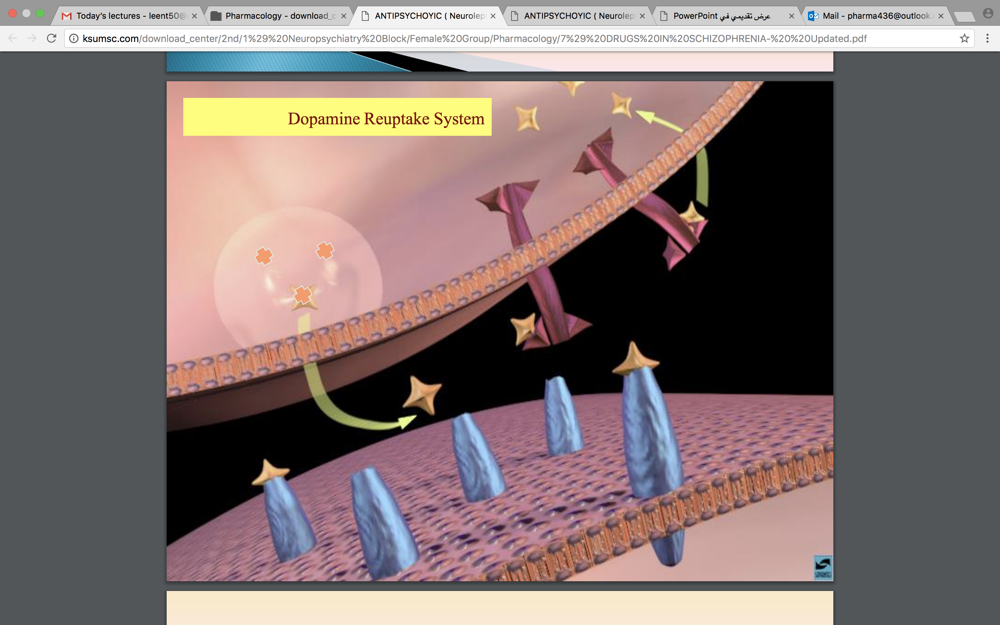 Today's lectures - leent50@
Pharmacology - download_c
ANTIPSYCHOYIC ( Neurolep
ANTIPSYCHOYIC ( Neurolep
عرض تقديمي في PowerPoint
Mail - pharma436@outlook.
ksumsc.com/download_center/2nd/1%29%20Neuropsychiatry%20Block/Female%20Group/Pharmacology/7%29%20DRUGS%20IN%20SCHIZOPHRENIA-%20%20Updated.pdf
Dopamine Reuptake System